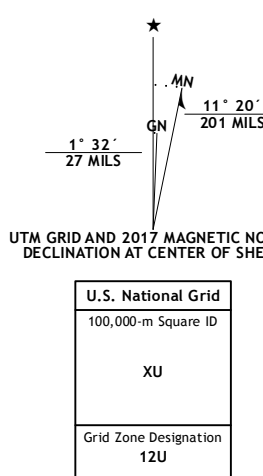 ★
MN
GN
11° 20´
201 MILS
1° 32´
27 MILS
UTM GRID AND 2017 MAGNETIC NO
DECLINATION AT CENTER OF SHE
U.S. National Grid
100,000-m Square ID
XU
Grid Zone Designation
12U